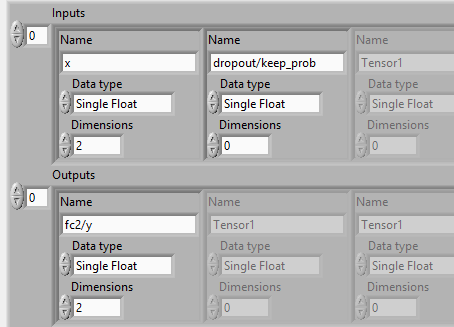 Inputs
0
Name Name Name
x dropout/keep_prob Tensor1
Data type Data type Data type
Single Float Single Float Single Float
Dimensions Dimensions Dimensions
2 0 0
Outputs
0
Name Name Name
fc2/y Tensor1 Tensor1
Data type Data type Data type
Single Float Single Float Single Float
Dimensions Dimensions Dimensions
2 0 0